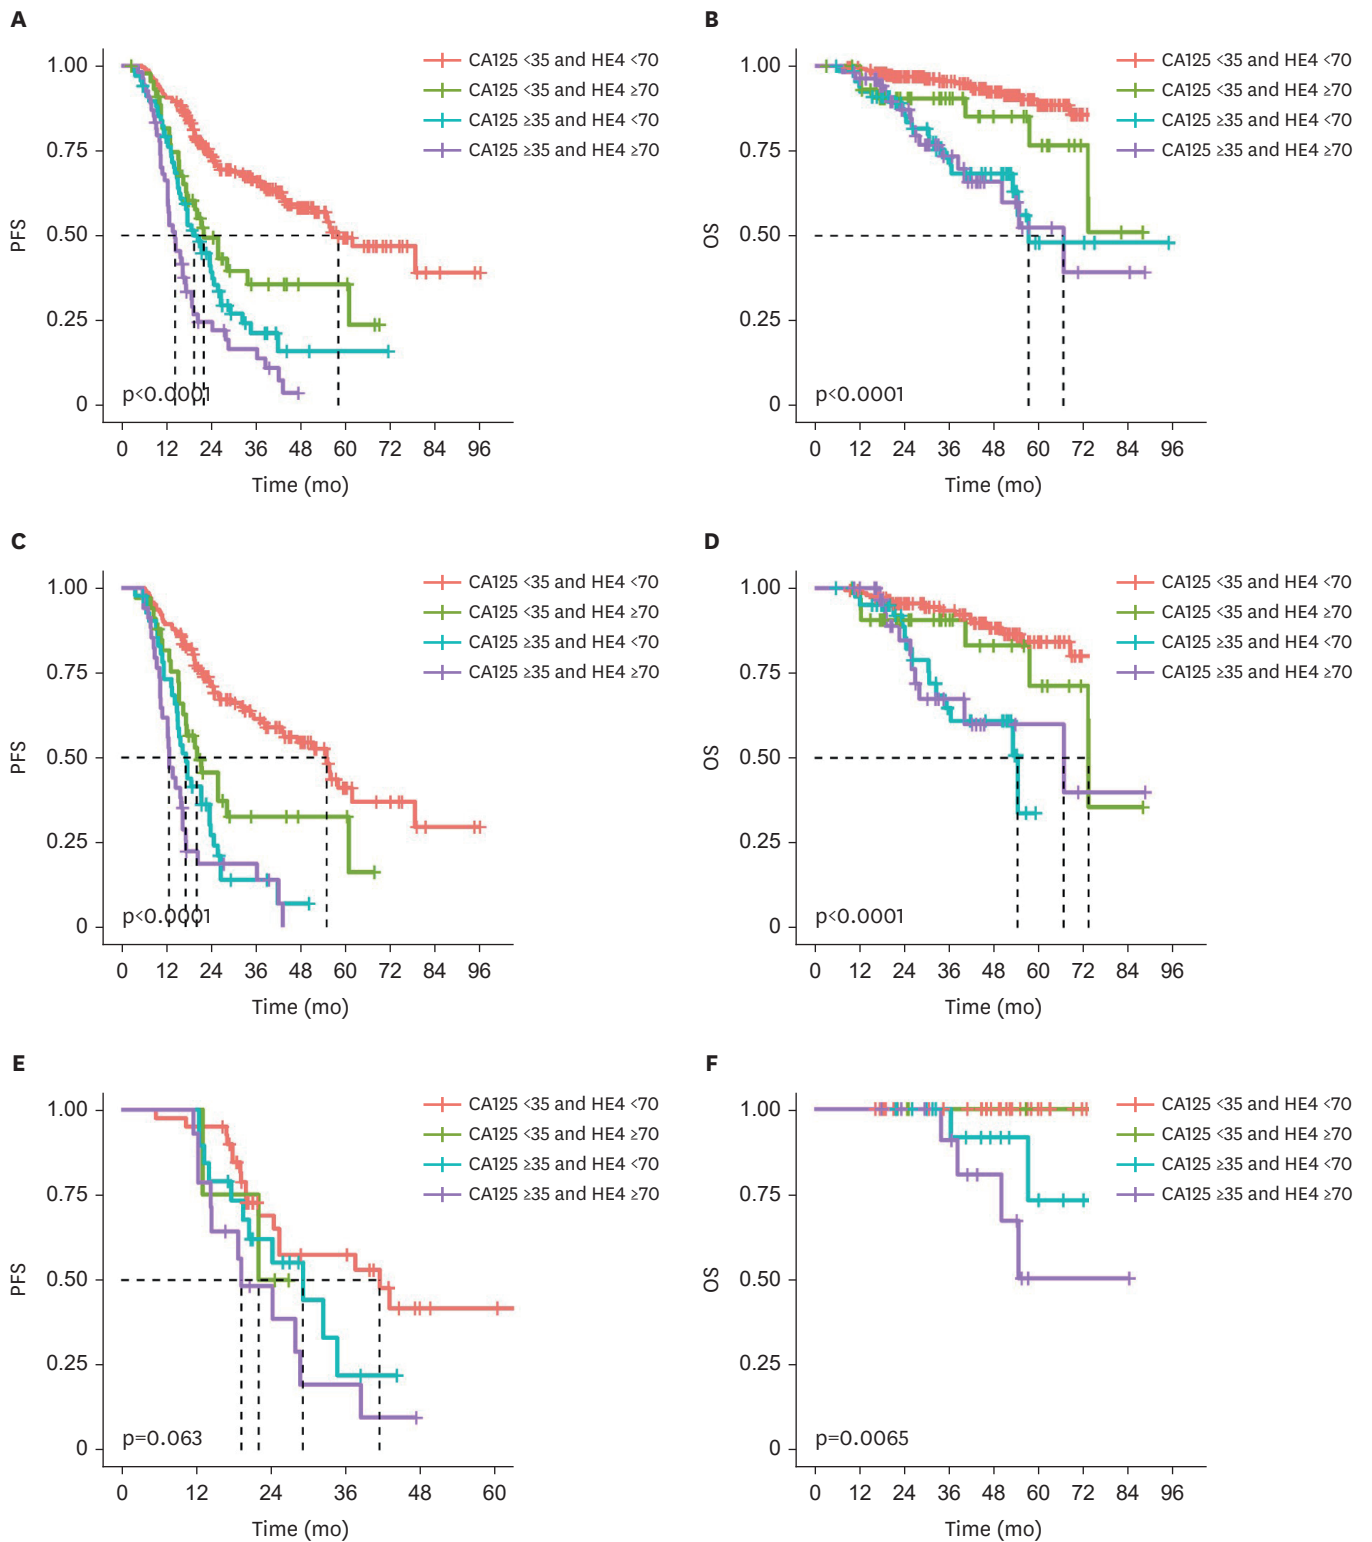 A
1.00
0.75
0.50
0.25
0
PFS
CA125 <35 and HE4 <70
CA125 <35 and HE4 ≥70
CA125 ≥35 and HE4 <70
CA125 ≥35 and HE4 ≥70
p<0.0001
0 12 24 36 48 60 72 84 96
Time (mo)
B
1.00
0.75
0.50
0.25
0
OS
CA125 <35 and HE4 <70
CA125 <35 and HE4 ≥70
CA125 ≥35 and HE4 <70
CA125 ≥35 and HE4 ≥70
p<0.0001
0 12 24 36 48 60 72 84 96
Time (mo)
C
1.00
0.75
0.50
0.25
0
PFS
CA125 <35 and HE4 <70
CA125 <35 and HE4 ≥70
CA125 ≥35 and HE4 <70
CA125 ≥35 and HE4 ≥70
p<0.0001
0 12 24 36 48 60 72 84 96
Time (mo)
D
1.00
0.75
0.50
0.25
0
OS
CA125 <35 and HE4 <70
CA125 <35 and HE4 ≥70
CA125 ≥35 and HE4 <70
CA125 ≥35 and HE4 ≥70
p<0.0001
0 12 24 36 48 60 72 84 96
Time (mo)
E
1.00
0.75
0.50
0.25
0
PFS
CA125 <35 and HE4 <70
CA125 <35 and HE4 ≥70
CA125 ≥35 and HE4 <70
CA125 ≥35 and HE4 ≥70
p=0.063
0 12 24 36 48 60
Time (mo)
F
1.00
0.75
0.50
0.25
0
OS
CA125 <35 and HE4 <70
CA125 <35 and HE4 ≥70
CA125 ≥35 and HE4 <70
CA125 ≥35 and HE4 ≥70
p=0.0065
0 12 24 36 48 60 72 84 96
Time (mo)